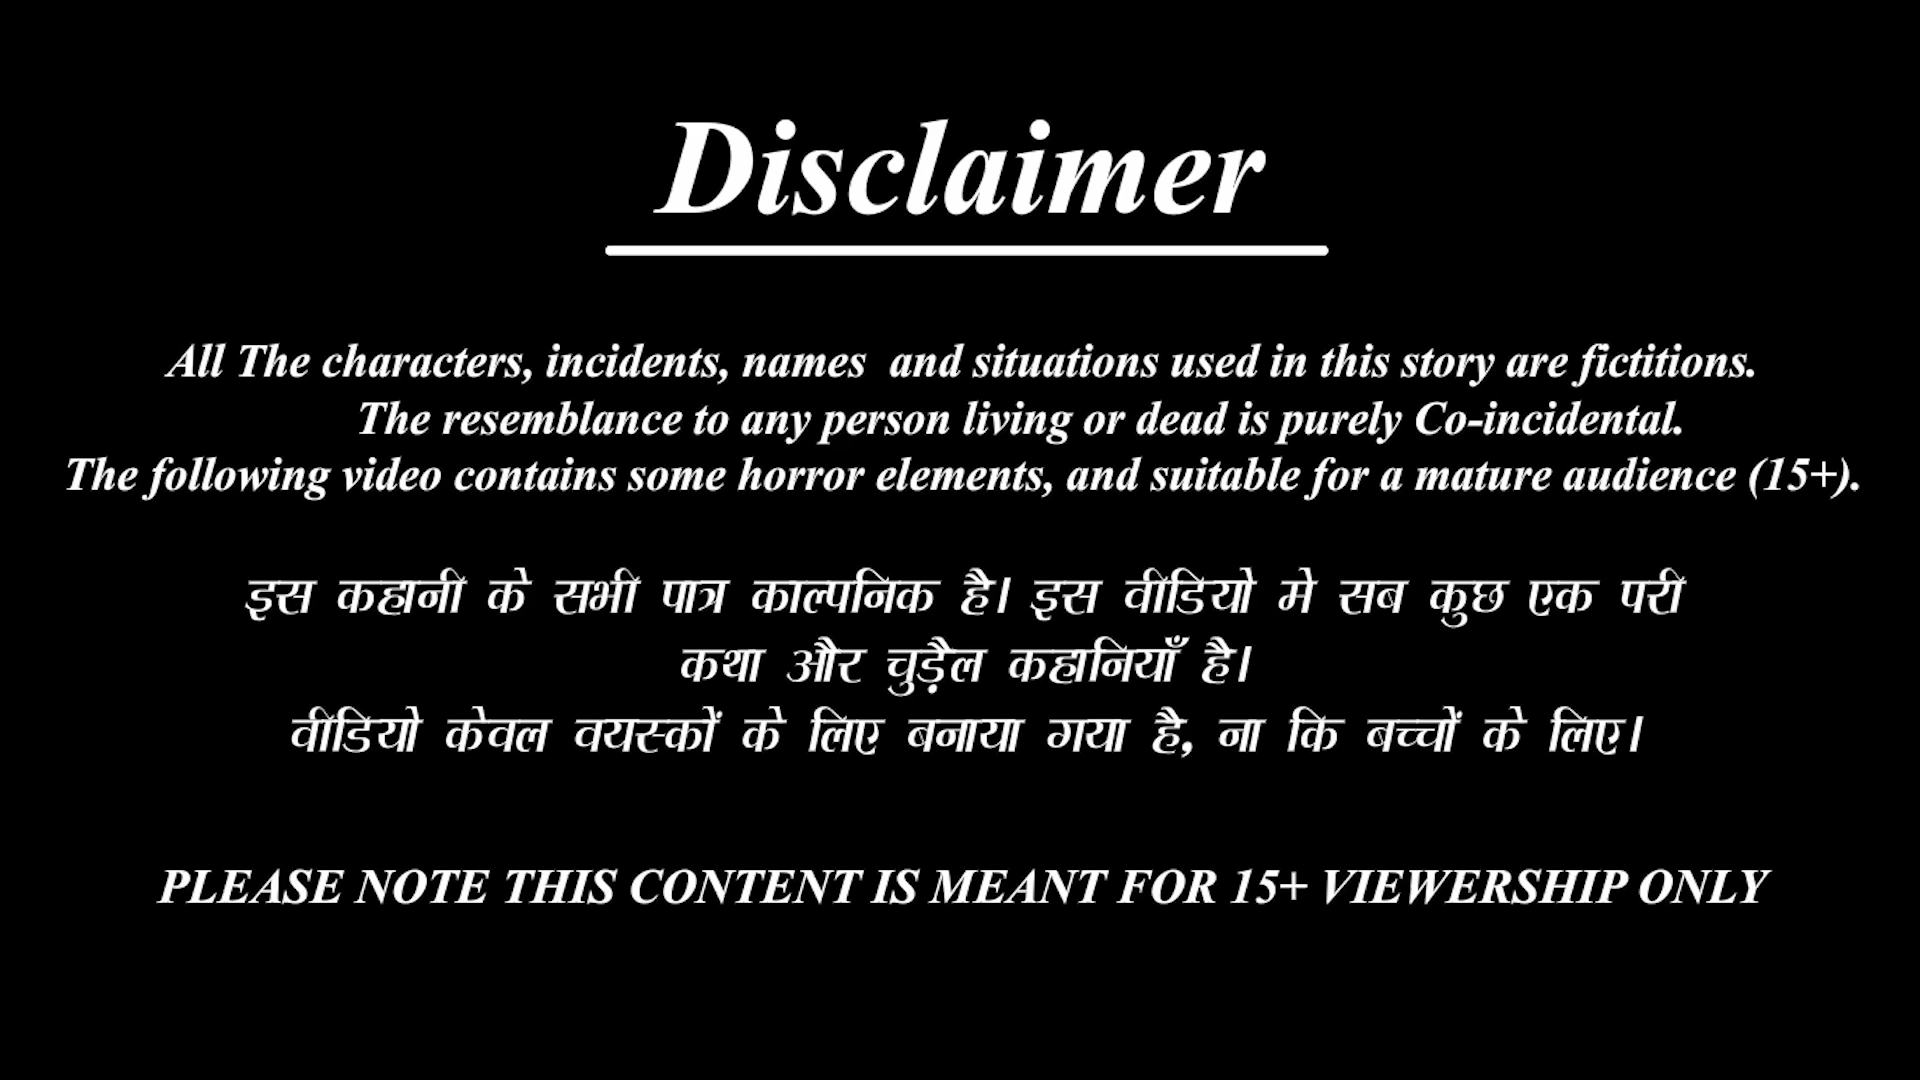 Disclaimer
All The characters, incidents, names and situations used in this story are fictitions.
The resemblance to any person living or dead is purely Co-incidental.
The following video contains some horror elements, and suitable for a mature audience (15+).
इस कहानी के सभी पात्र काल्पनिक है। इस वीडियो मे सब कुछ एक परी
कथा और चुड़ैल कहानियाँ है।
वीडियो केवल वयस्कों के लिए बनाया गया है, ना कि बच्चों के लिए।
PLEASE NOTE THIS CONTENT IS MEANT FOR 15+ VIEWERSHIP ONLY